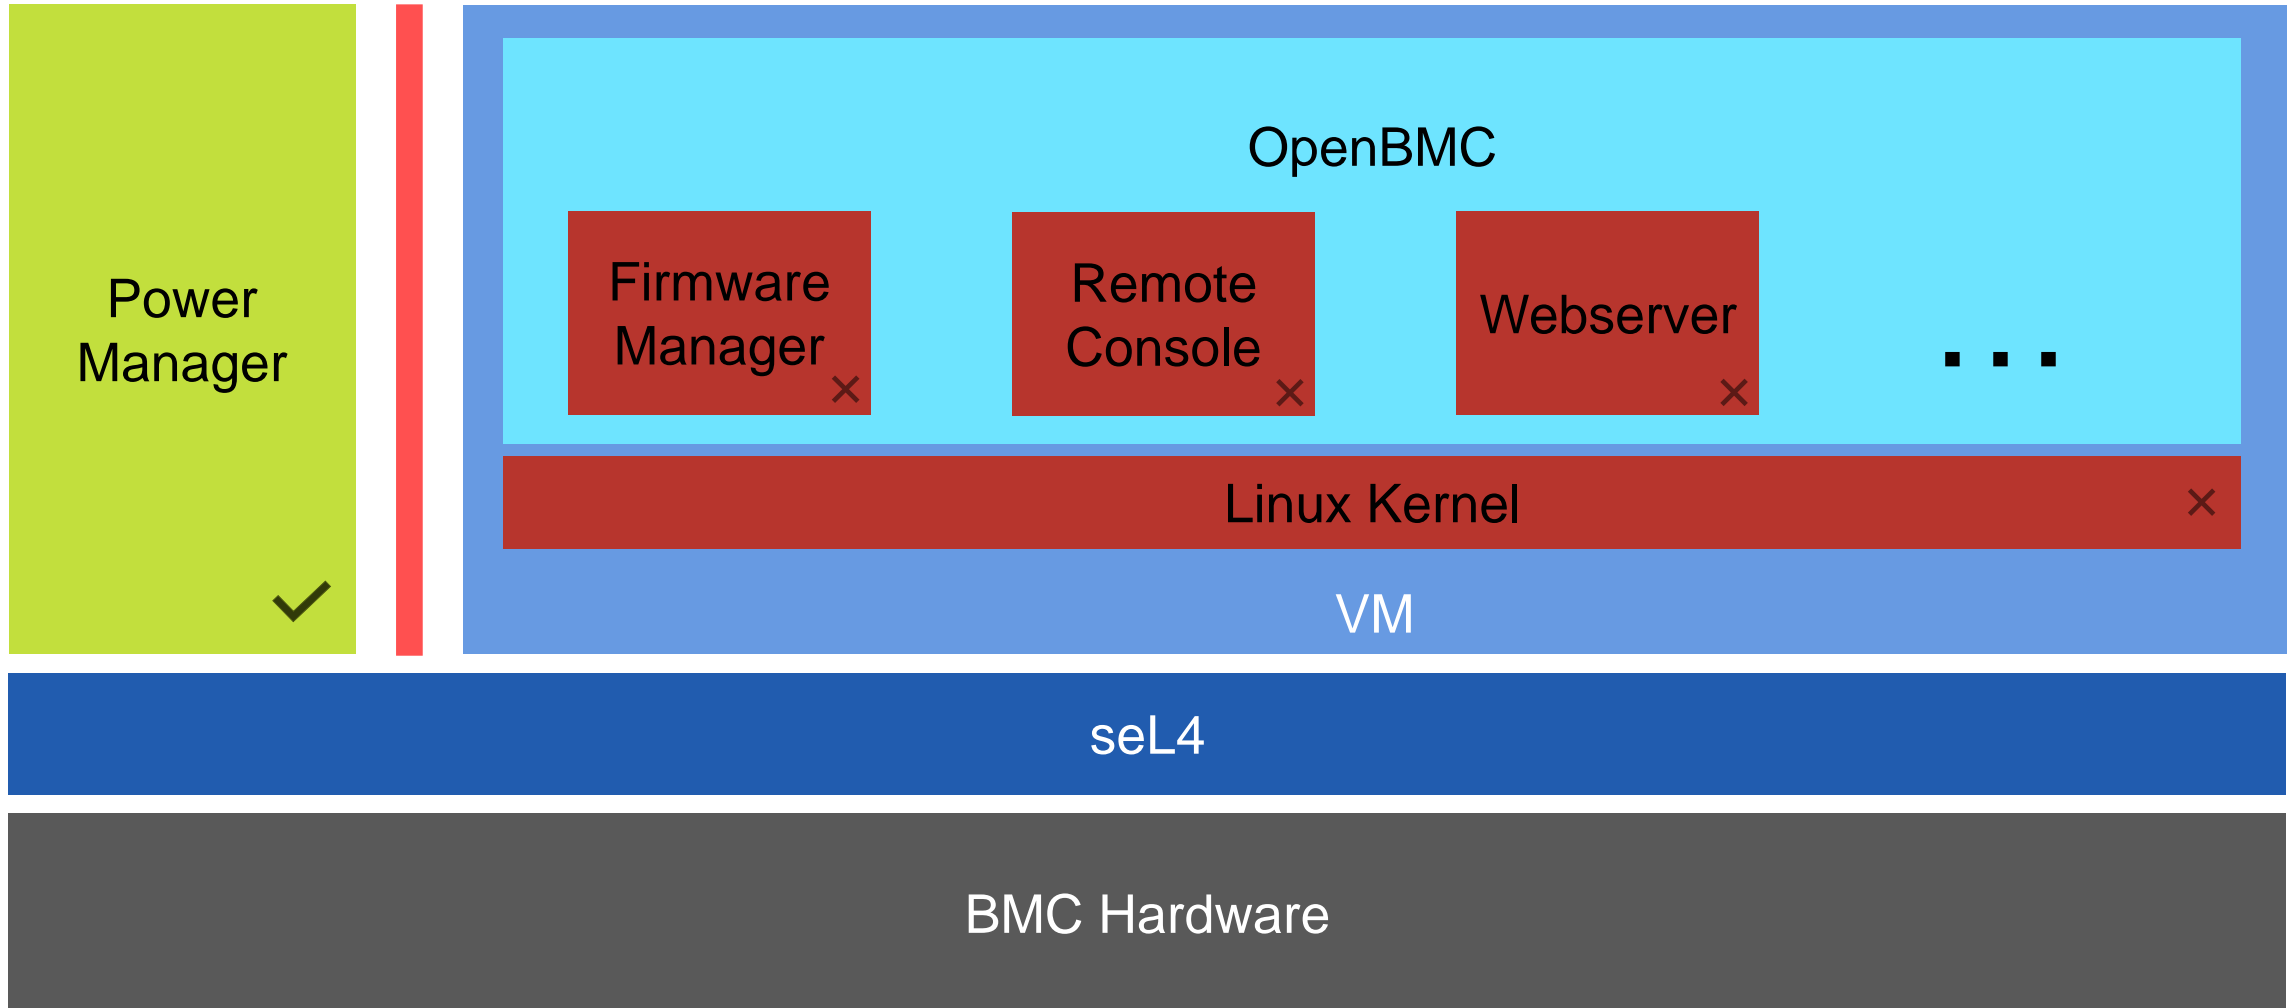 OpenBMC
Power
Manager
Firmware
Manager
Remote
Console
Webserver
...
Linux Kernel
VM
seL4
BMC Hardware